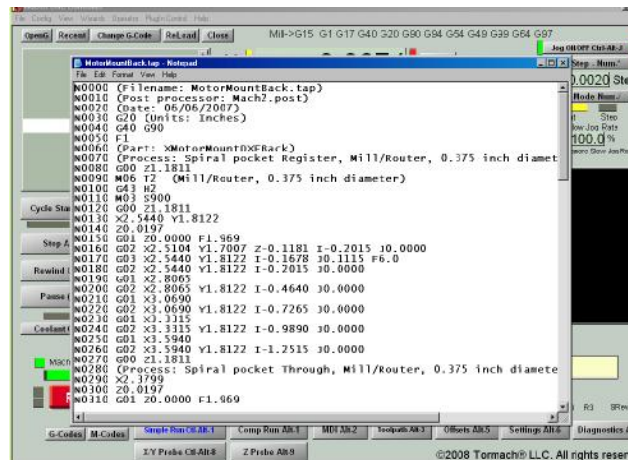 File Config View Wizards Operator PlugIn Control Help
OpenG Recent Change G-Code ReLoad Close
Mill->G15 G1 G17 G40 G20 G90 G94 G54 G49 G99 G64 G97
Jog ON/OFF Ctrl-Alt-J
MotorMountBack.tap - Notepad
File Edit Format View Help
N0000 (Filename: MotorMountBack.tap)
N0010 (Post processor: Mach2.post)
N0020 (Date: 06/06/2007)
N0030 G20 (Units: Inches)
N0040 G40 G90
N0050 F1
N0060 (Part: XMotorMountDXFBack)
N0070 (Process: Spiral pocket Register, Mill/Router, 0.375 inch diamet
N0080 G00 Z1.1811
N0090 M06 T2 (Mill/Router, 0.375 inch diameter)
N0100 G43 H2
N0110 M03 S900
N0120 G00 Z1.1811
N0130 X2.5440 Y1.8122
N0140 Z0.0197
N0150 G01 Z0.0000 F1.969
N0160 G02 X2.5104 Y1.7007 Z-0.1181 I-0.2015 J0.0000
N0170 G03 X2.5440 Y1.8122 I-0.1678 J0.1115 F6.0
N0180 G02 X2.5440 Y1.8122 I-0.2015 J0.0000
N0190 G01 X2.8065
N0200 G02 X2.8065 Y1.8122 I-0.4640 J0.0000
N0210 G01 X3.0690
N0220 G02 X3.0690 Y1.8122 I-0.7265 J0.0000
N0230 G01 X3.3315
N0240 G02 X3.3315 Y1.8122 I-0.9890 J0.0000
N0250 G01 X3.5940
N0260 G02 X3.5940 Y1.8122 I-1.2515 J0.0000
N0270 G00 Z1.1811
N0280 (Process: Spiral pocket Through, Mill/Router, 0.375 inch diamete
N0290 X2.3799
N0300 Z0.0197
N0310 G01 Z0.0000 F1.969
Step - Num.
0.0020 Step
Mode Num
Step
low Jog Rate
100.0 %
Cycle Star
Stop A
Rewind
Pause
Coolant
Mach
G-Codes M-Codes Simple Run Ctl-Alt-1 Comp Run Alt-1 MDI Alt-2 Toolpath Alt-3 Offsets Alt-5 Settings Alt-6 Diagnostics
X/Y Probe Ctl-Alt-8 Z Probe Alt-9
©2008 Tormach® LLC. All rights reser